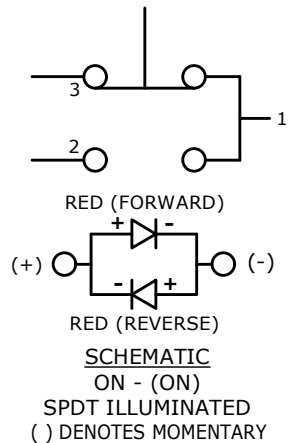 3
1
2
RED (FORWARD)
+ -
(+) (-)
- +
RED (REVERSE)
SCHEMATIC
ON - (ON)
SPDT ILLUMINATED
( ) DENOTES MOMENTARY